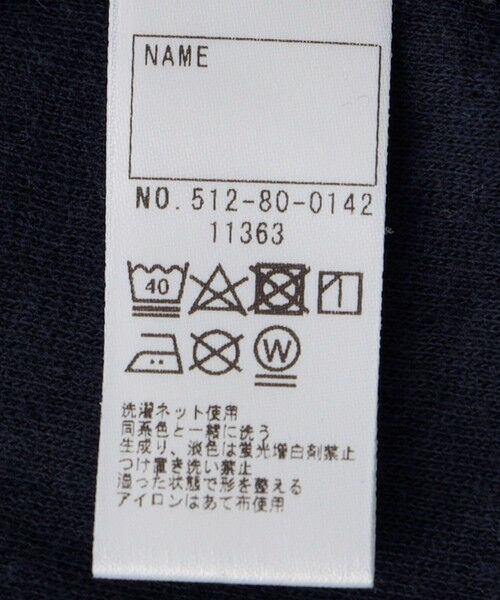 NAME
NO.512-80-0142
11363
40
W
洗濯ネット使用
同系色と一緒に洗う
生成り、淡色は蛍光増白剤禁止
つけ置き洗い禁止
湿った状態で形を整える
アイロンはあて布使用